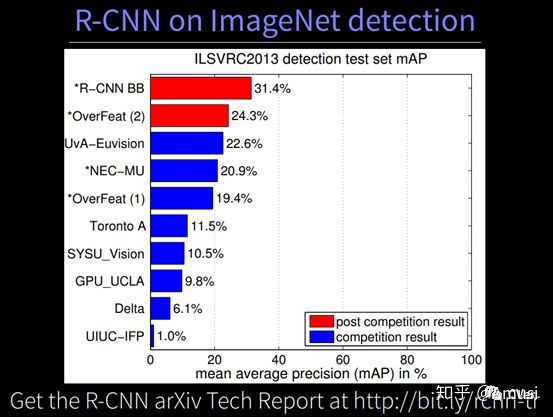 R-CNN on ImageNet detection
ILSVRC2013 detection test set mAP
*R−CNN BB 31.4%
*OverFeat (2) 24.3%
UvA−Euvision 22.6%
*NEC−MU 20.9%
*OverFeat (1) 19.4%
Toronto A 11.5%
SYSU_Vision 10.5%
GPU_UCLA 9.8%
Delta 6.1%
UIUC−IFP 1.0%
post competition result
competition result
0 20 40 60 80 100
mean average precision (mAP) in %
Get the R-CNN arXiv Tech Report at http://bit.ly/rcnn-tr
知乎